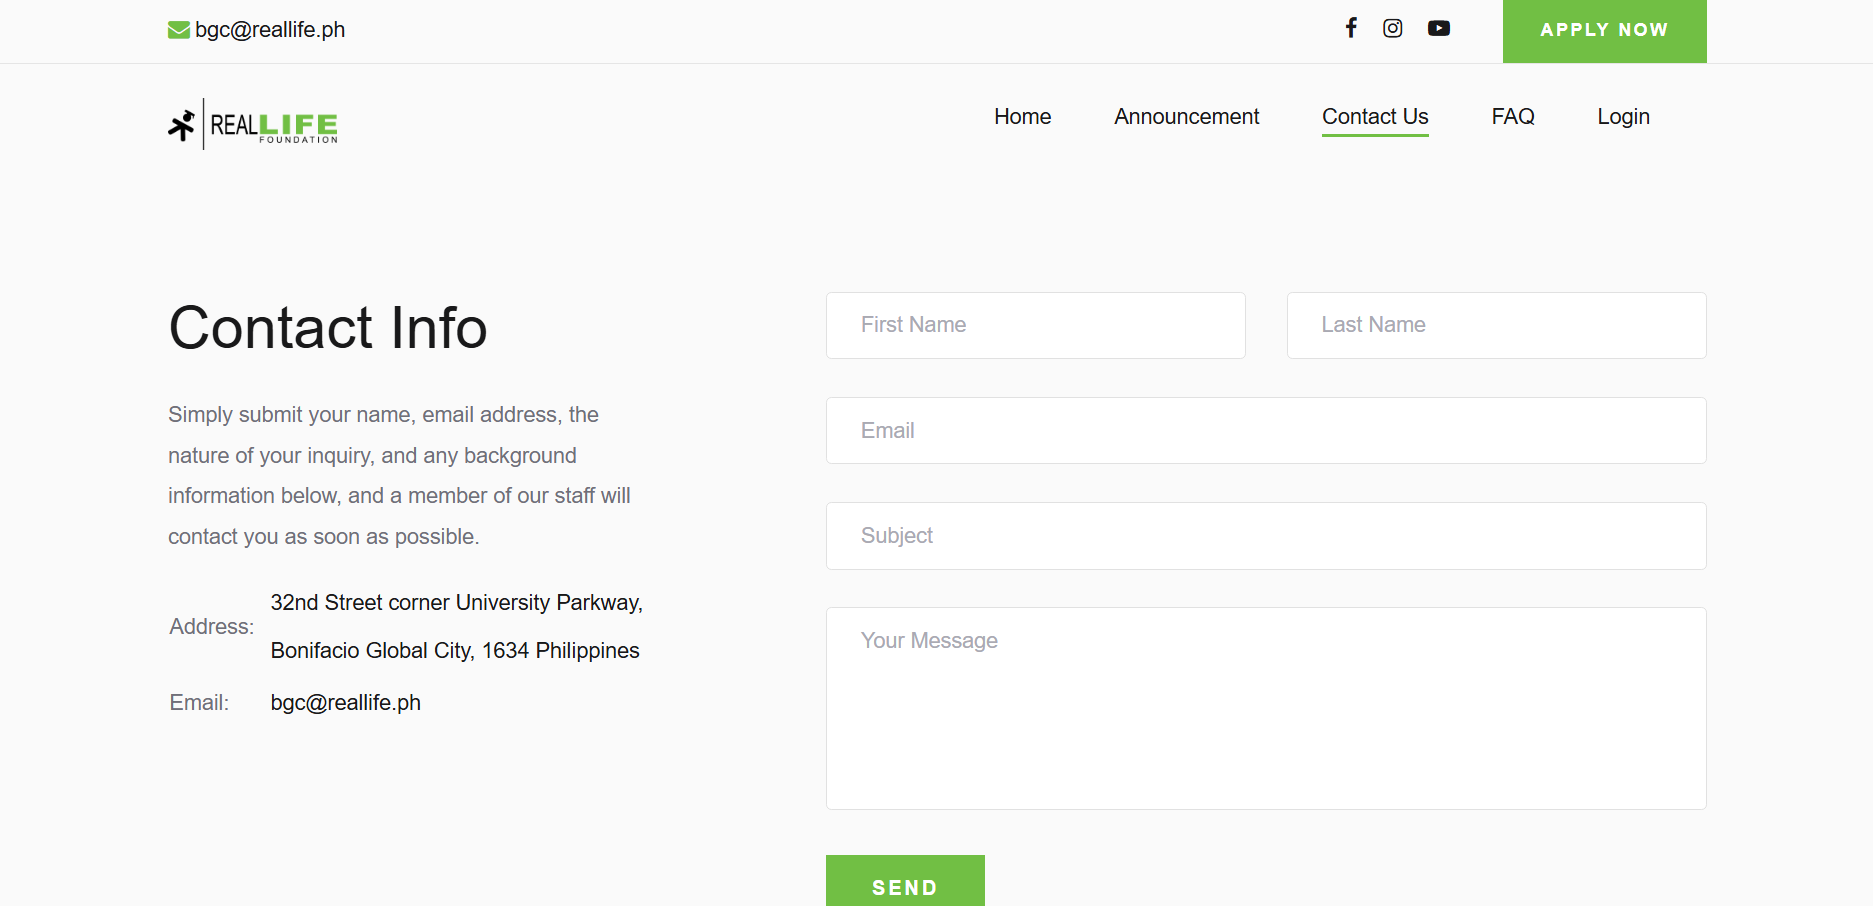 bgc@reallife.ph
APPLY NOW
REALLIFE
FOUNDATION
Home
Announcement
Contact Us
FAQ
Login
Contact Info
Simply submit your name, email address, the
nature of your inquiry, and any background
information below, and a member of our staff will
contact you as soon as possible.
Address:
32nd Street corner University Parkway,
Bonifacio Global City, 1634 Philippines
Email:
bgc@reallife.ph
First Name
Last Name
Email
Subject
Your Message
SEND